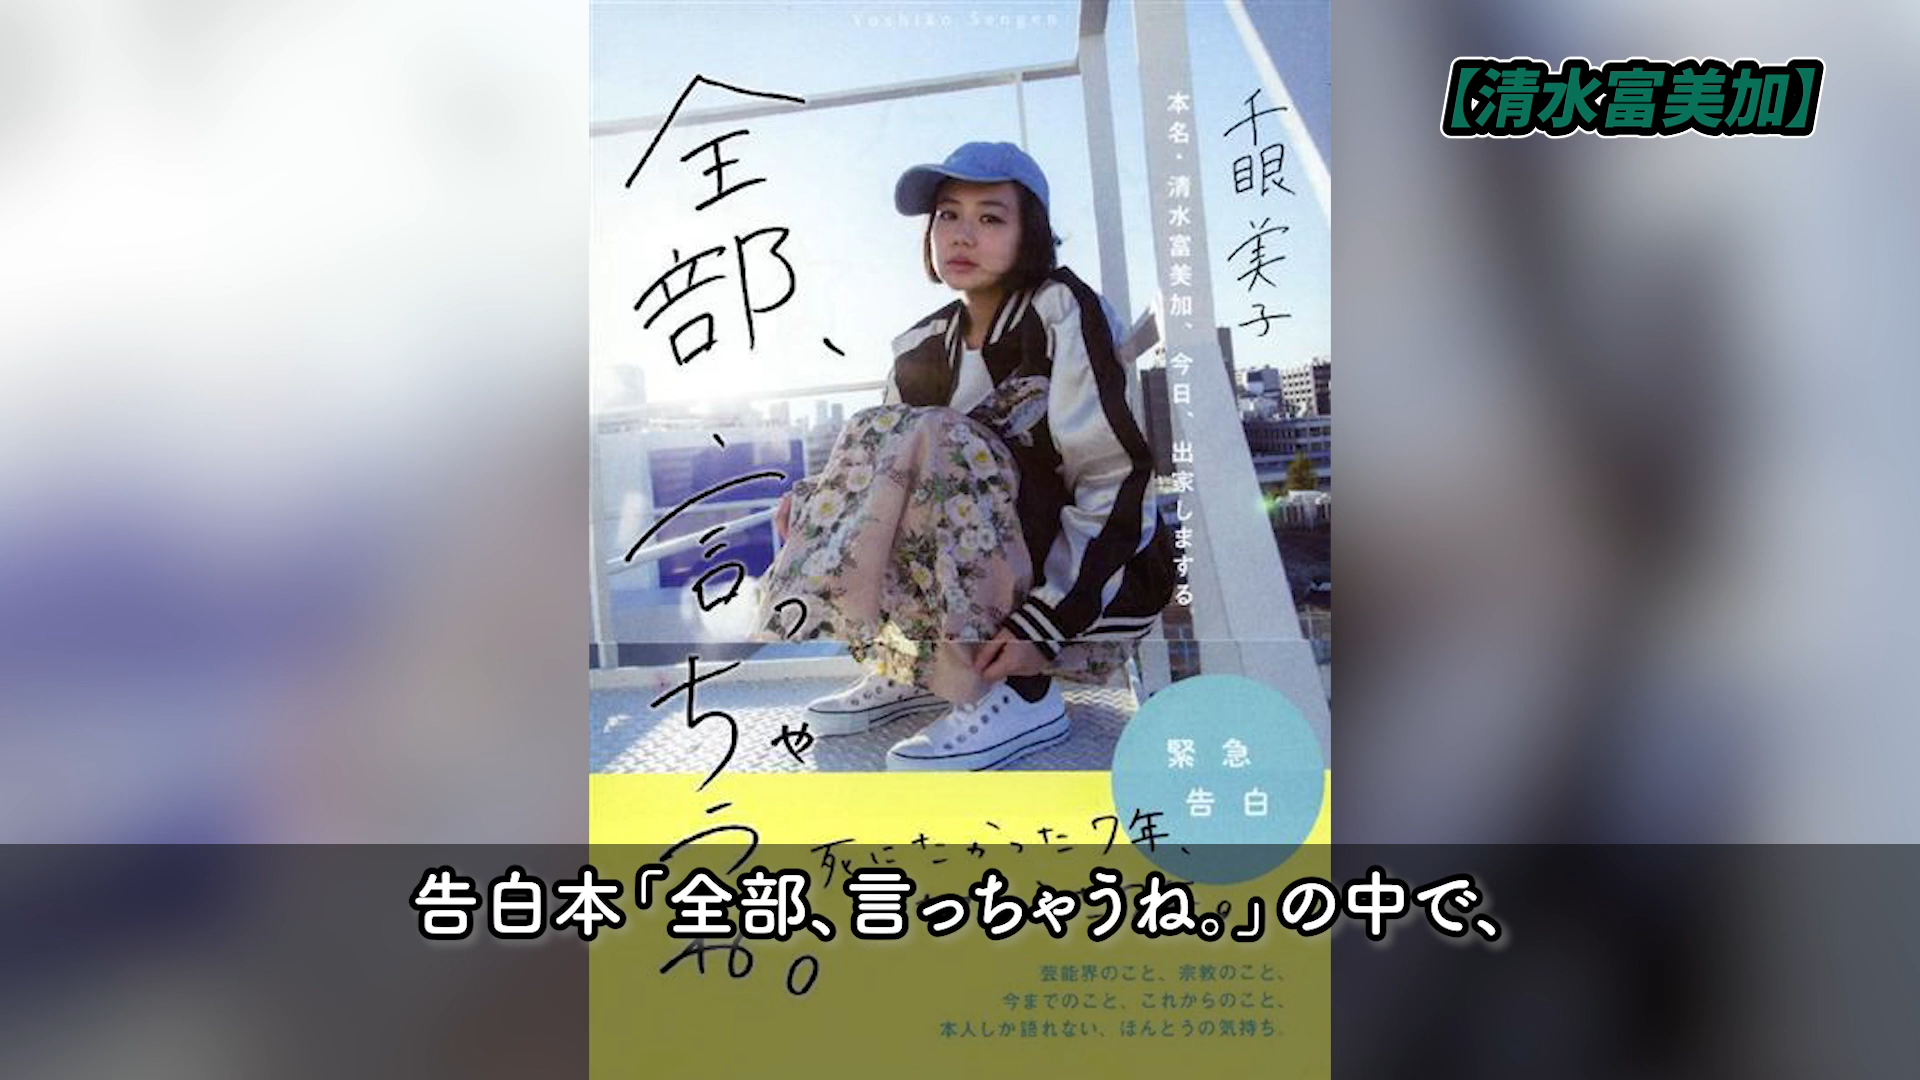 Yoshiko Sengen
【清水富美加】
千眼美子
本名・清水富美加、今日、出家しまする
全部、言っちゃうね。
緊急
告白
死にたかった7年、
告白本「全部、言っちゃうね。」の中で、
芸能界のこと、宗教のこと、
今までのこと、これからのこと、
本人しか語れない、ほんとうの気持ち。